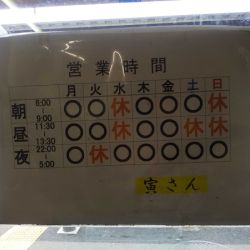 営業時間
月 火 水 木 金 土 日
朝 6:00~9:00 〇 〇 休 〇 〇 〇 休
昼 11:30~13:30 〇 〇 休 〇 〇 休 休
夜 22:00~5:00 〇 休 〇 〇 〇 〇 〇
寅さん